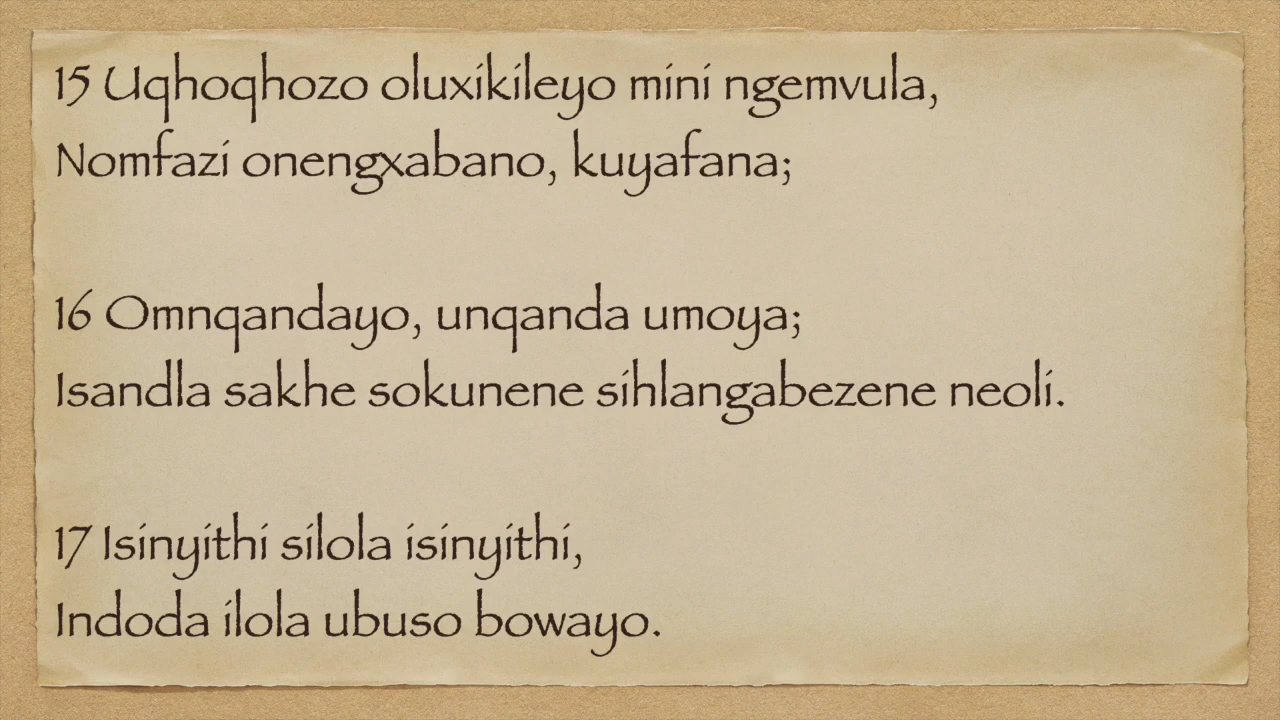 15 Uqhoqhozo oluxikileyo mini ngemvula,
Nomfazi onengxabano, kuyafana;
16 Omnqandayo, unqanda umoya;
Isandla sakhe sokunene sihlangabezene neoli.
17 Isinyithi silola isinyithi,
Indoda ilola ubuso bowayo.